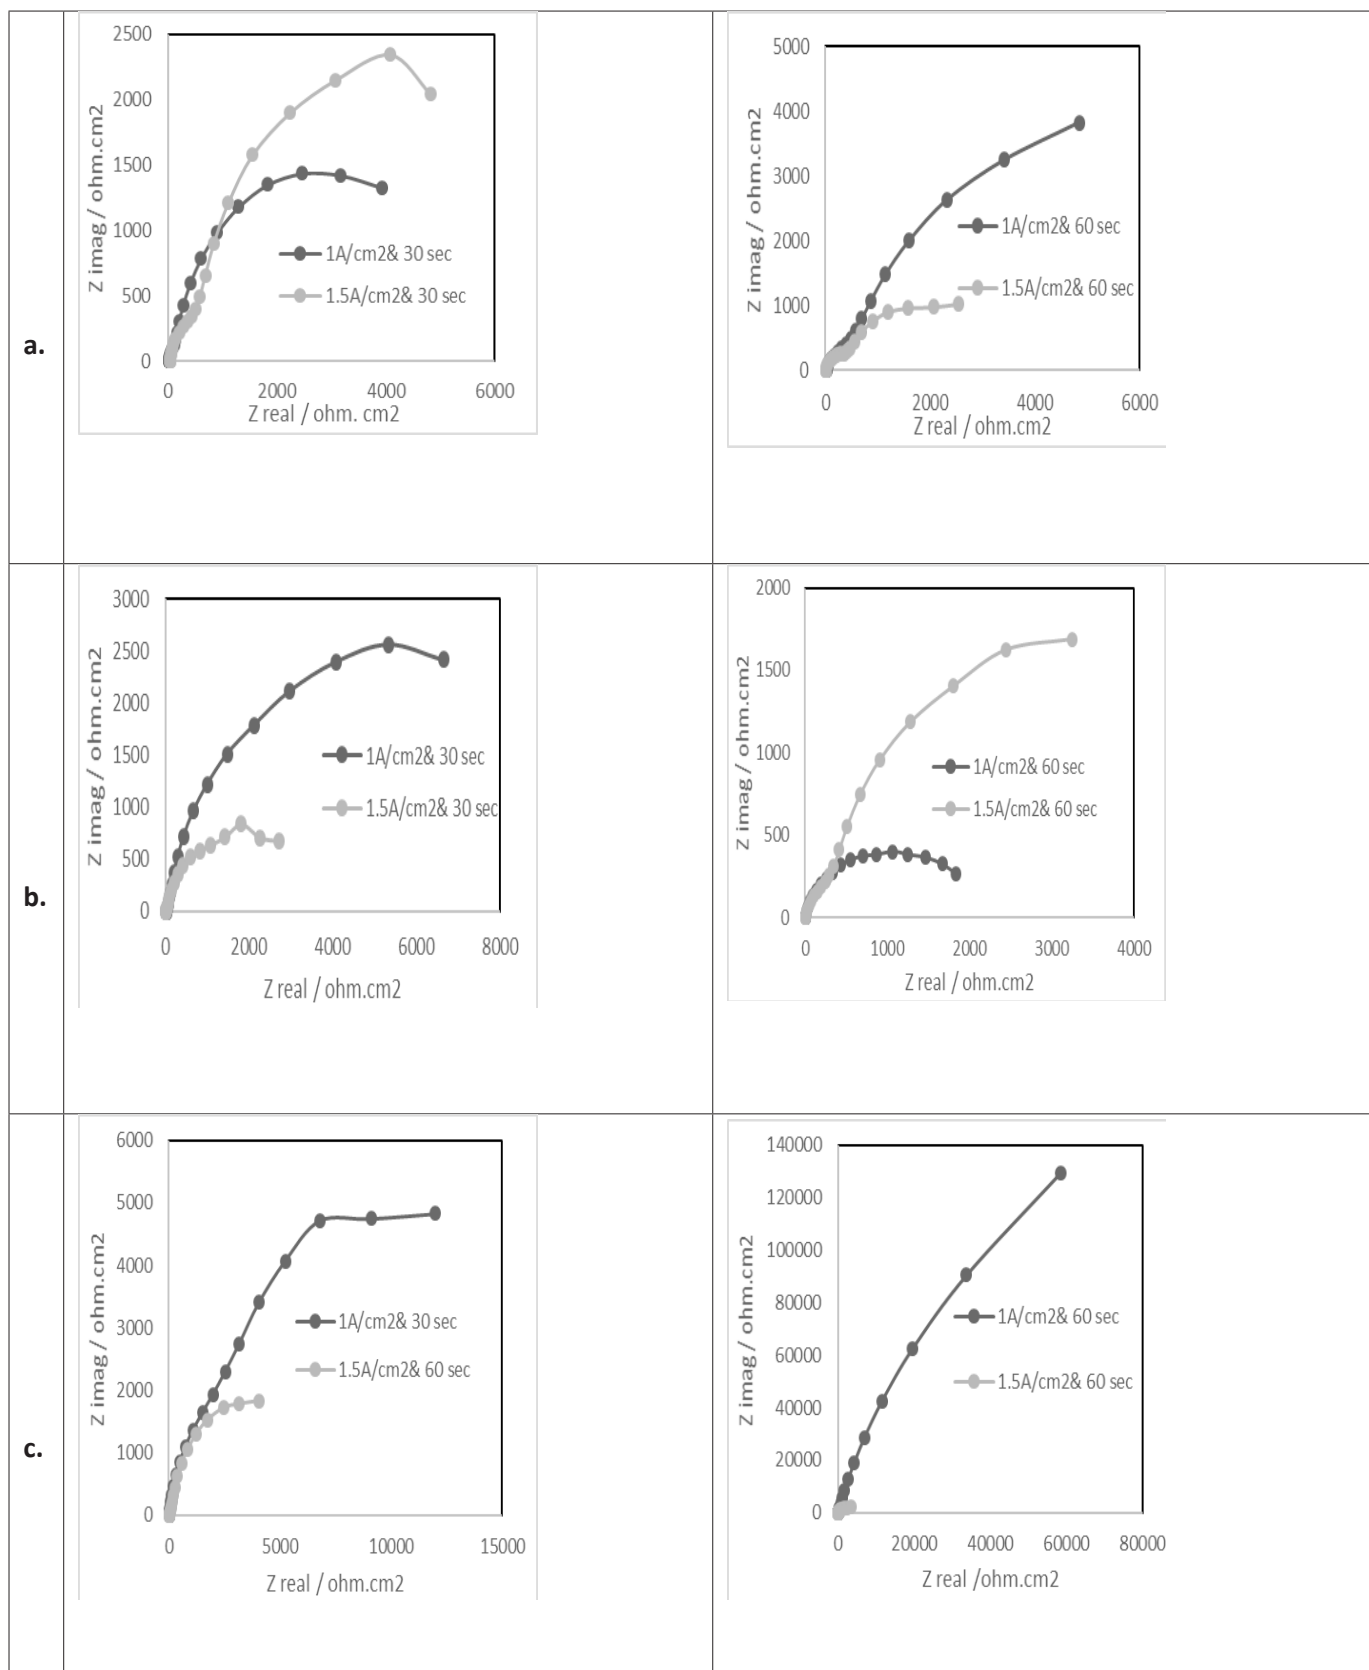 a.
2500
2000
1500
1000
500
0
0 2000 4000 6000
Z imag / ohm.cm2
Z real / ohm. cm2
1A/cm2& 30 sec
1.5A/cm2& 30 sec
5000
4000
3000
2000
1000
0
0 2000 4000 6000
Z imag / ohm.cm2
Z real / ohm.cm2
1A/cm2& 60 sec
1.5A/cm2& 60 sec
b.
3000
2500
2000
1500
1000
500
0
0 2000 4000 6000 8000
Z imag / ohm.cm2
Z real / ohm.cm2
1A/cm2& 30 sec
1.5A/cm2& 30 sec
2000
1500
1000
500
0
0 1000 2000 3000 4000
Z imag / ohm.cm2
Z real / ohm.cm2
1A/cm2& 60 sec
1.5A/cm2& 60 sec
c.
6000
5000
4000
3000
2000
1000
0
0 5000 10000 15000
Z imag / ohm.cm2
Z real / ohm.cm2
1A/cm2& 30 sec
1.5A/cm2& 60 sec
140000
120000
100000
80000
60000
40000
20000
0
0 20000 40000 60000 80000
Z imag / ohm.cm2
Z real /ohm.cm2
1A/cm2& 60 sec
1.5A/cm2& 60 sec